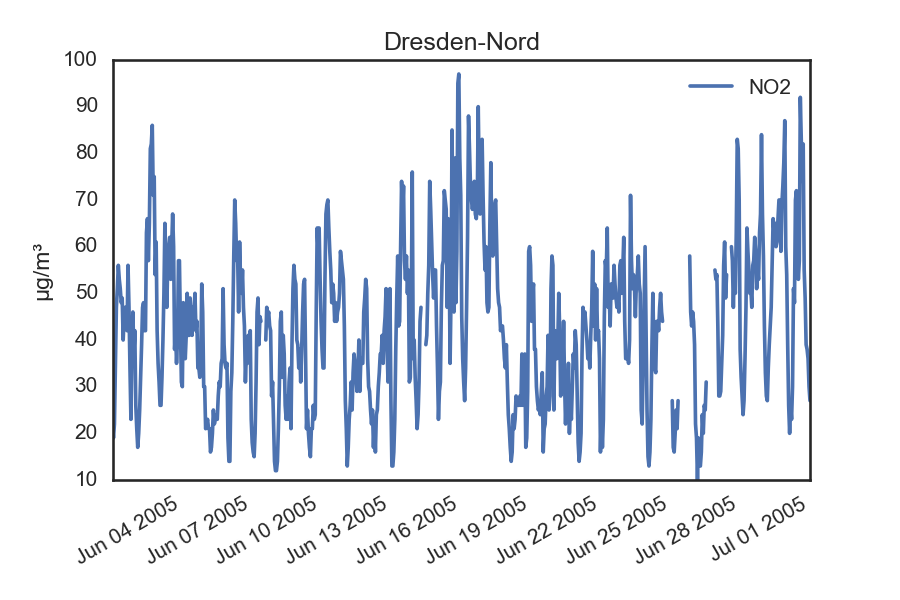 Dresden-Nord
100
90
80
70
60
50
40
30
20
10
µg/m³
NO2
Jun 04 2005
Jun 07 2005
Jun 10 2005
Jun 13 2005
Jun 16 2005
Jun 19 2005
Jun 22 2005
Jun 25 2005
Jun 28 2005
Jul 01 2005